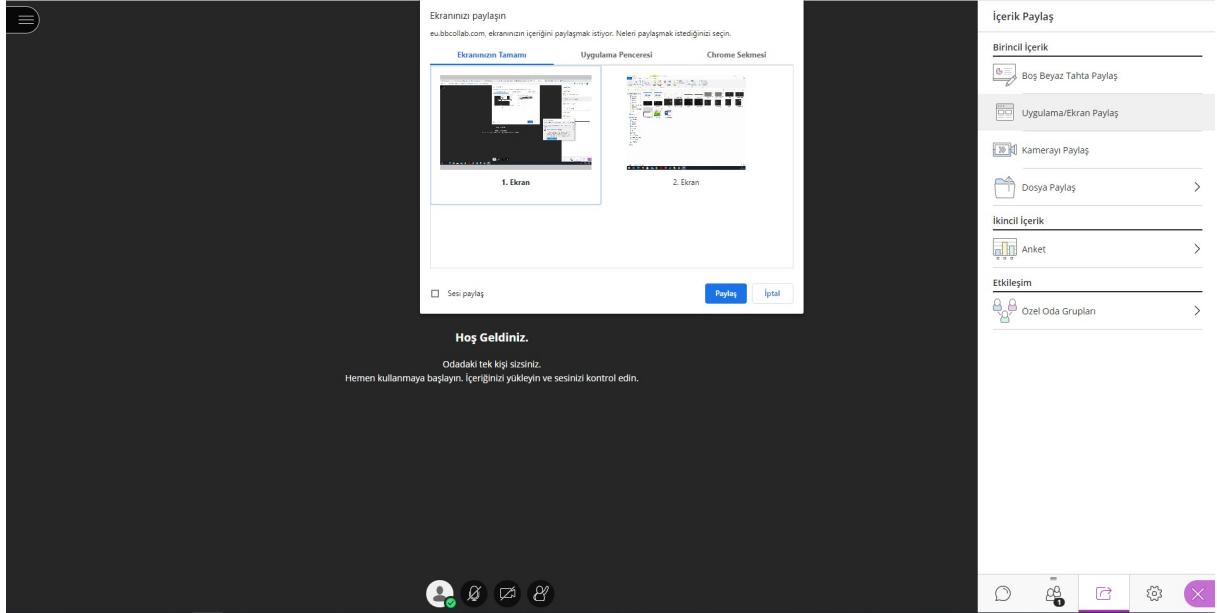 Ekranınızı paylaşın
eu.bbcollab.com, ekranınızın içeriğini paylaşmak istiyor. Neleri paylaşmak istediğinizi seçin.
Ekranınızın Tamamı
Uygulama Penceresi
Chrome Sekmesi
1. Ekran
2. Ekran
Sesi paylaş
Paylaş
İptal
Hoş Geldiniz.
Odadaki tek kişi sizsiniz.
Hemen kullanmaya başlayın. İçeriğinizi yükleyin ve sesinizi kontrol edin.
İçerik Paylaş
Birincil İçerik
Boş Beyaz Tahta Paylaş
Uygulama/Ekran Paylaş
Kamerayı Paylaş
Dosya Paylaş
İkincil İçerik
Anket
Etkileşim
Özel Oda Grupları